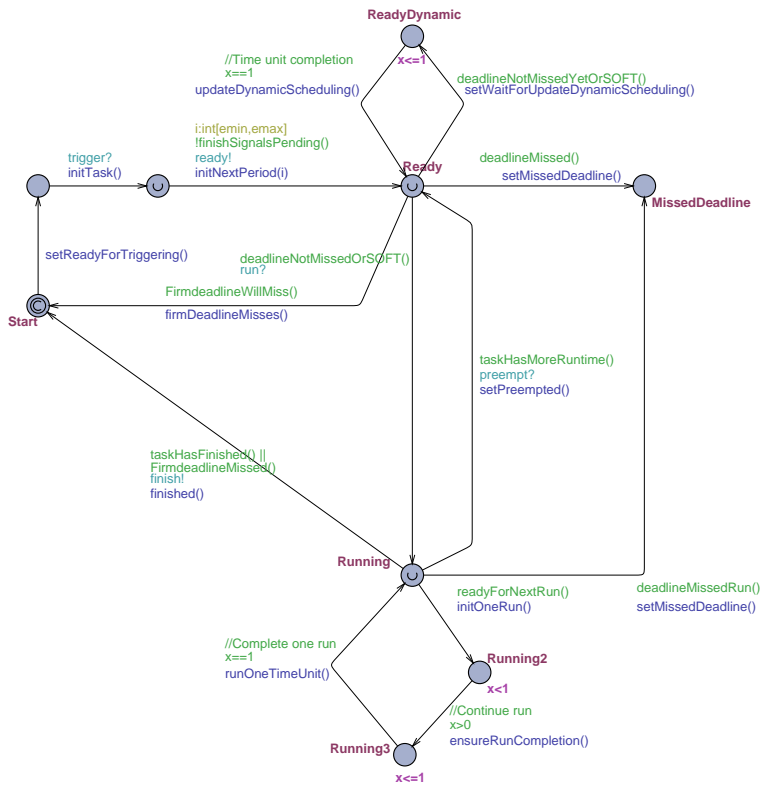 ReadyDynamic
//Time unit completion
x==1
updateDynamicScheduling()
x<=1
deadlineNotMissedYetOrSOFT()
setWaitForUpdateDynamicScheduling()
i:int[emin,emax]
!finishSignalsPending()
ready!
initNextPeriod(i)
trigger?
initTask()
Ready
deadlineMissed()
setMissedDeadline()
MissedDeadline
setReadyForTriggering()
deadlineNotMissedOrSOFT()
run?
FirmdeadlineWillMiss()
firmDeadlineMisses()
Start
taskHasMoreRuntime()
preempt?
setPreempted()
taskHasFinished() ||
FirmdeadlineMissed()
finish!
finished()
Running
readyForNextRun()
initOneRun()
deadlineMissedRun()
setMissedDeadline()
//Complete one run
x==1
runOneTimeUnit()
Running2
x<1
//Continue run
x>0
ensureRunCompletion()
Running3
x<=1